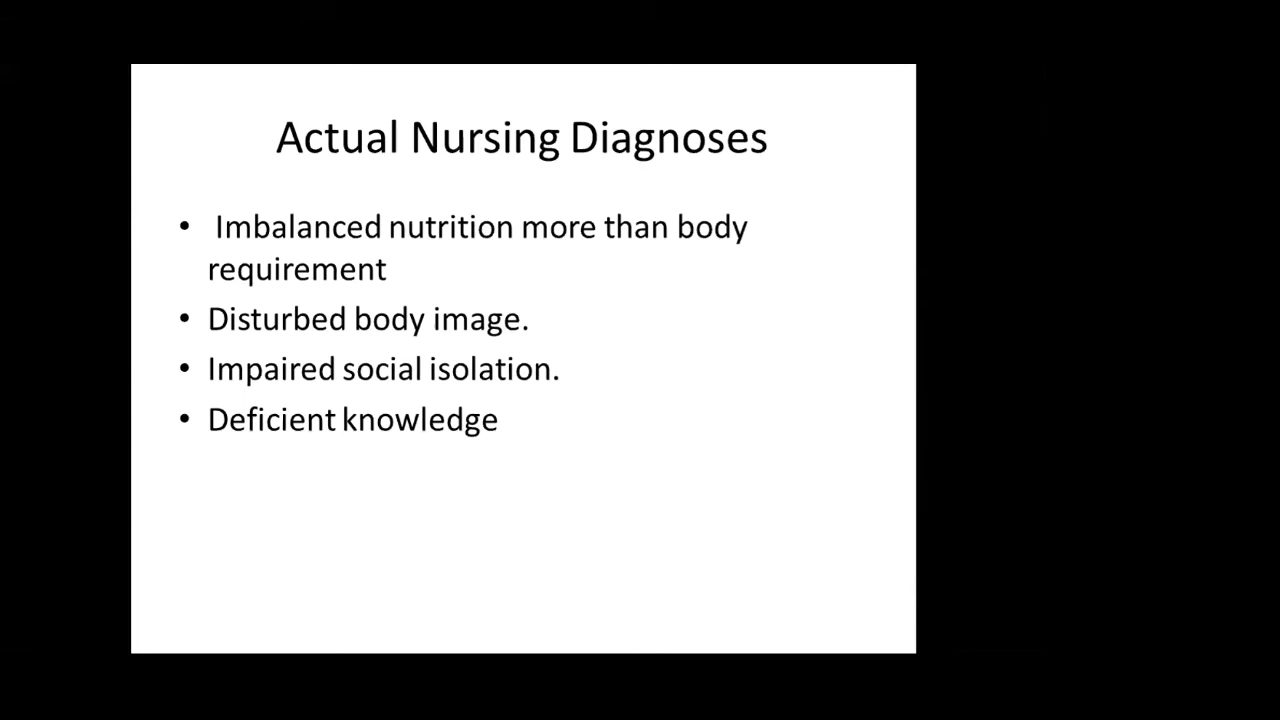 Actual Nursing Diagnoses
• Imbalanced nutrition more than body
requirement
• Disturbed body image.
• Impaired social isolation.
• Deficient knowledge